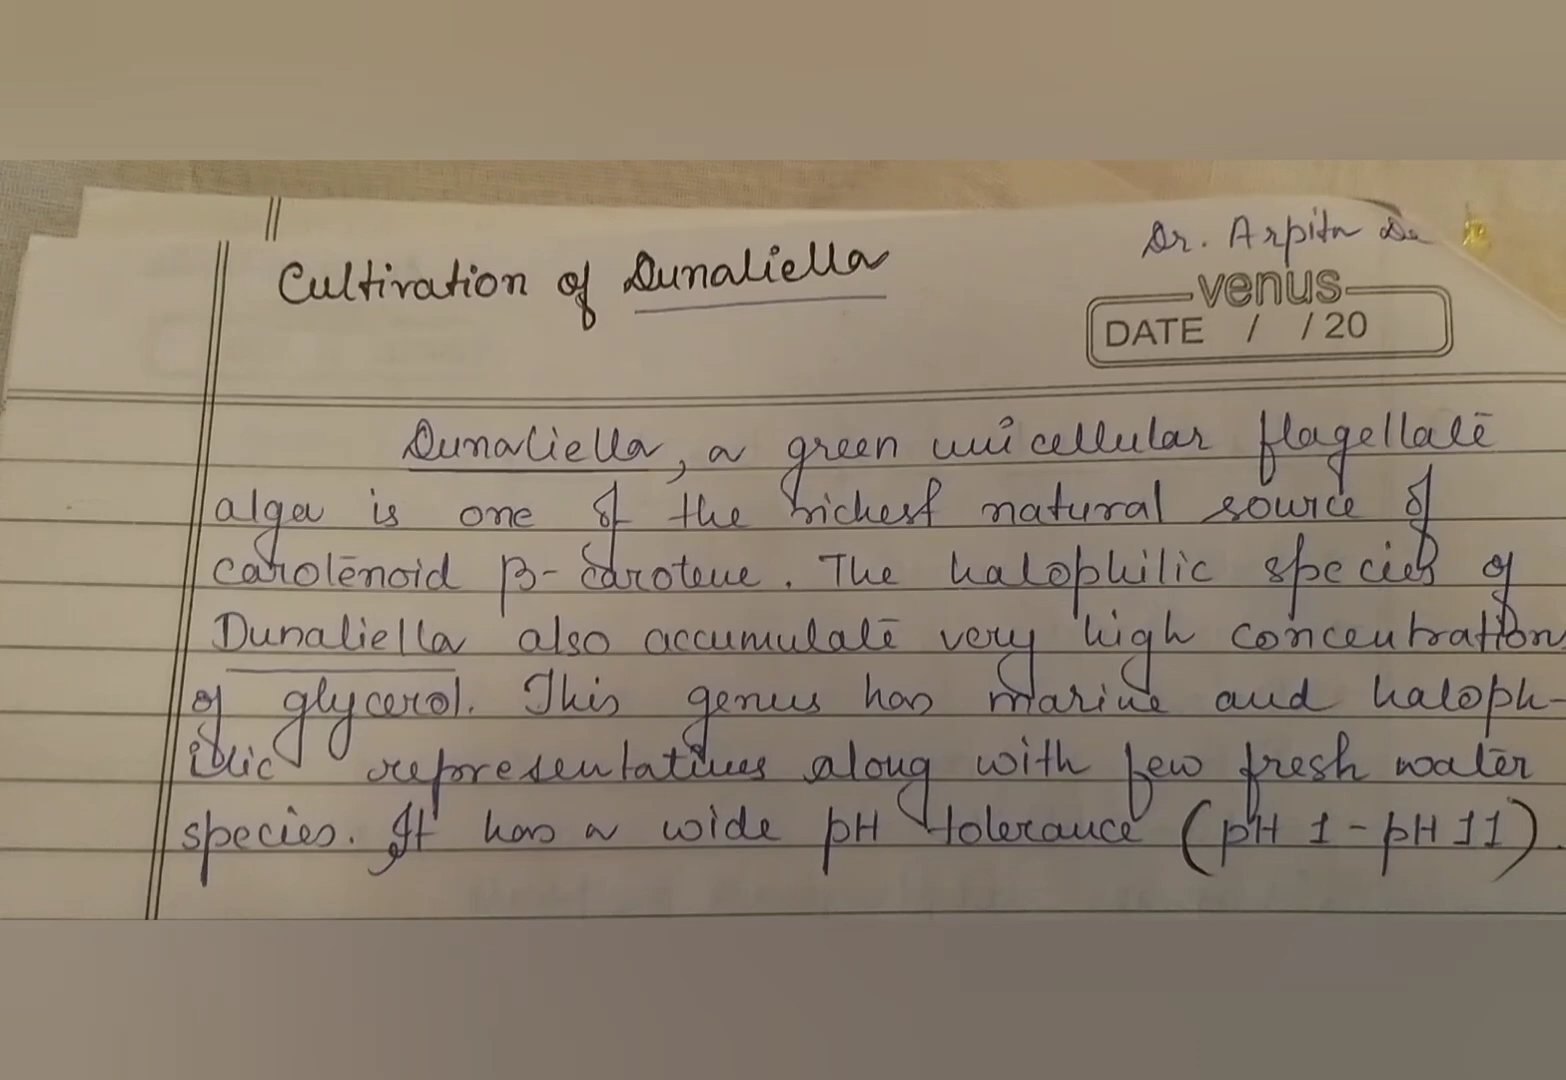 Dr. Arpita De
Cultivation of Dunaliella
venus
DATE / /20
Dunaliella, a green unicellular flagellate
alga is one of the richest natural source of
carotenoid β-carotene. The halophilic species of
Dunaliella also accumulate very high concentration
of glycerol. This genus has marine and haloph-
ilic representatives along with few fresh water
species. It has a wide pH tolerance (pH 1 - pH 11).